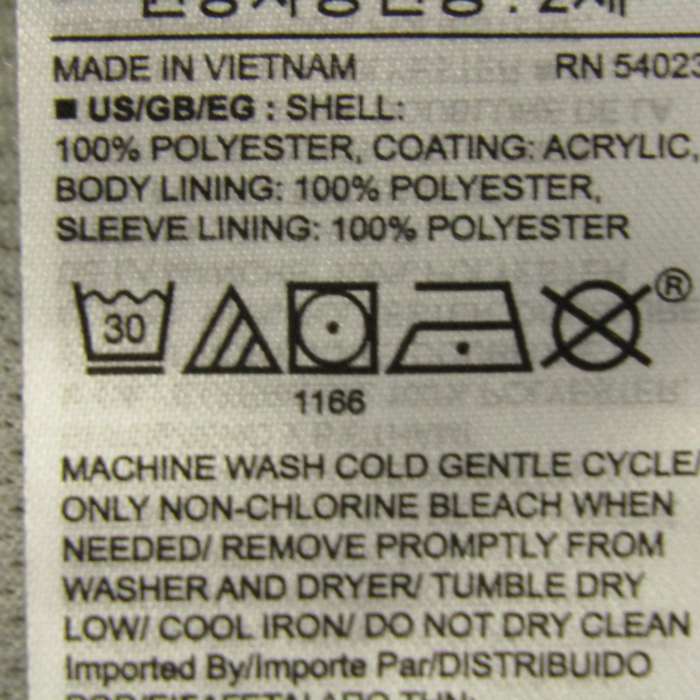 MADE IN VIETNAM RN 54023
■ US/GB/EG : SHELL:
100% POLYESTER, COATING: ACRYLIC,
BODY LINING: 100% POLYESTER,
SLEEVE LINING: 100% POLYESTER
30 ®
1166
MACHINE WASH COLD GENTLE CYCLE/
ONLY NON-CHLORINE BLEACH WHEN
NEEDED/ REMOVE PROMPTLY FROM
WASHER AND DRYER/ TUMBLE DRY
LOW/ COOL IRON/ DO NOT DRY CLEAN
Imported By/Importe Par/DISTRIBUIDO